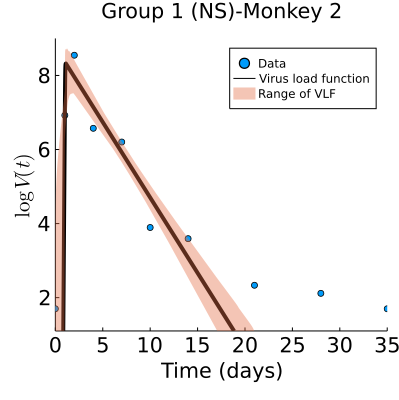 Group 1 (NS)-Monkey 2
Data
Virus load function
Range of VLF
log V(t)
8
6
4
2
0 5 10 15 20 25 30 35
Time (days)